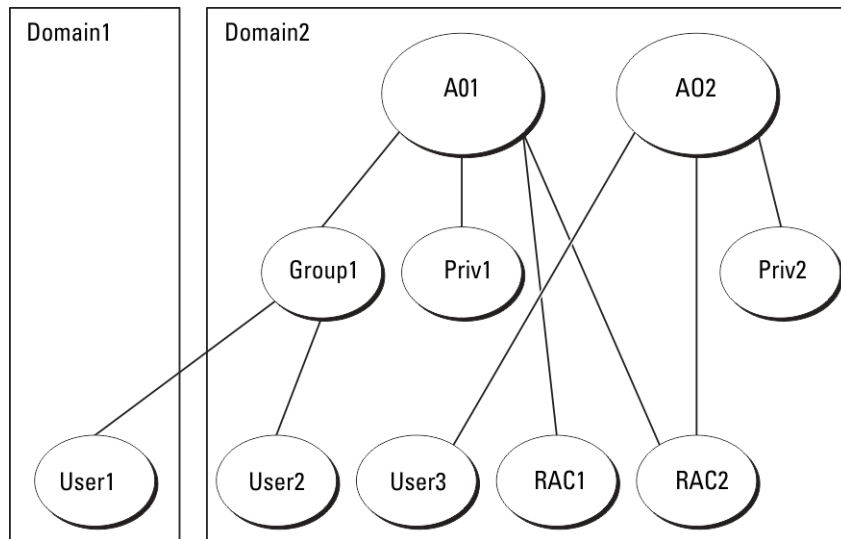 Domain1
Domain2
A01
AO2
Group1
Priv1
Priv2
User1
User2
User3
RAC1
RAC2